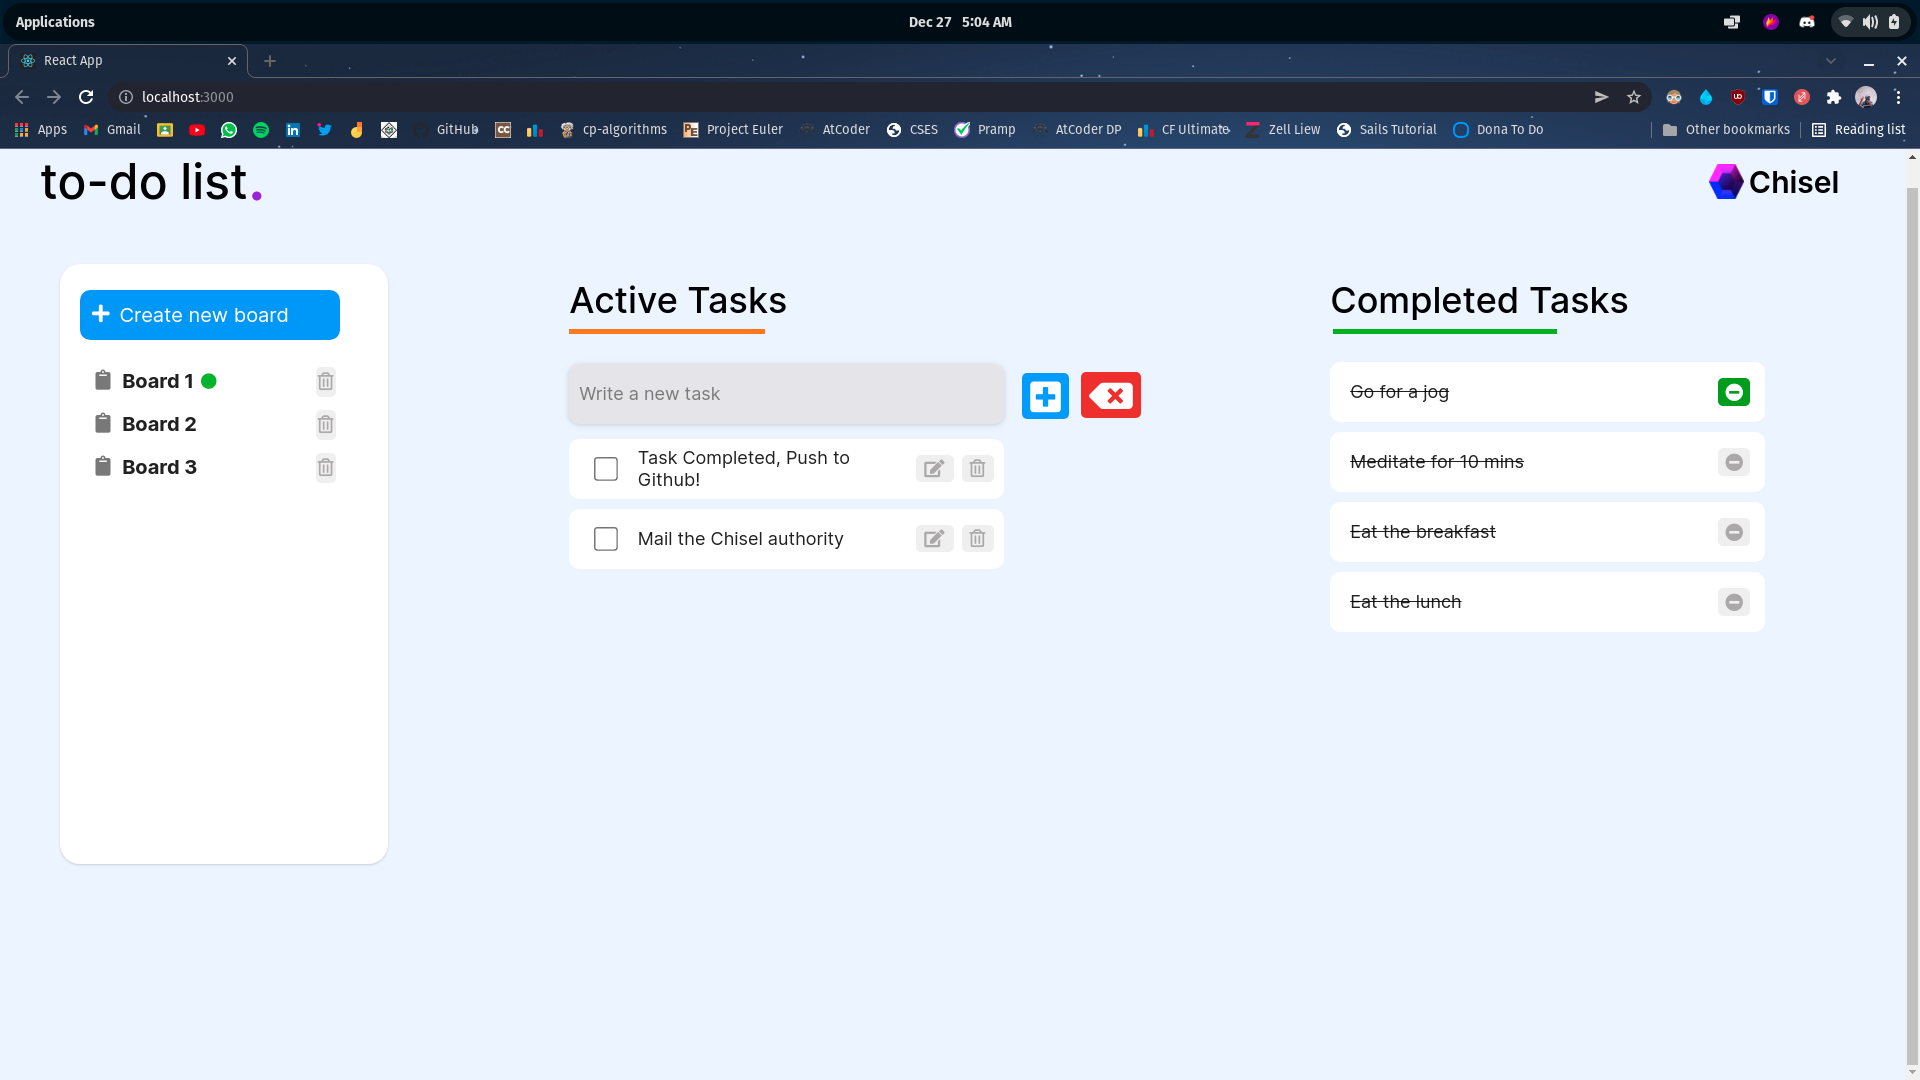 Applications
Dec 27 5:04 AM
React App
localhost:3000
Apps
Gmail
GitHub
CC
cp-algorithms
PE
Project Euler
AtCoder
CSES
Pramp
AtCoder DP
CF Ultimate
Zell Liew
Sails Tutorial
Dona To Do
Other bookmarks
Reading list
to-do list.
Chisel
Create new board
Board 1
Board 2
Board 3
Active Tasks
Write a new task
Task Completed, Push to
Github!
Mail the Chisel authority
Completed Tasks
Go for a jog
Meditate for 10 mins
Eat the breakfast
Eat the lunch